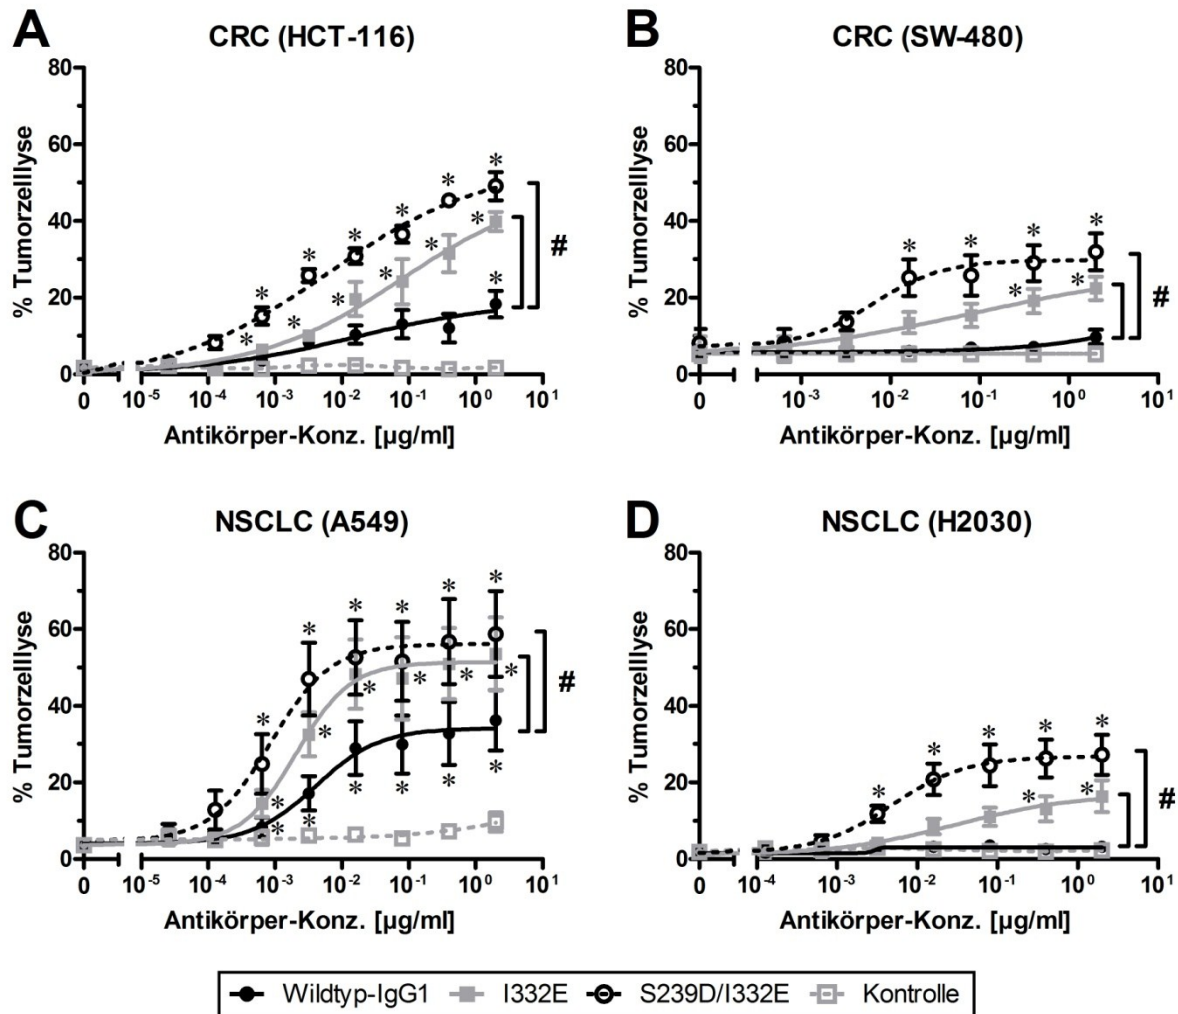 A
CRC (HCT-116)
% Tumorzelllyse
80
60
40
20
0
* * * * * * *
* * * * * *
*
#
0 10⁻⁵ 10⁻⁴ 10⁻³ 10⁻² 10⁻¹ 10⁰ 10¹
Antikörper-Konz. [µg/ml]
B
CRC (SW-480)
% Tumorzelllyse
80
60
40
20
0
* * * *
* *
#
0 10⁻³ 10⁻² 10⁻¹ 10⁰ 10¹
Antikörper-Konz. [µg/ml]
C
NSCLC (A549)
% Tumorzelllyse
80
60
40
20
0
* * * * * *
* * * * * *
* * * * * *
#
0 10⁻⁵ 10⁻⁴ 10⁻³ 10⁻² 10⁻¹ 10⁰ 10¹
Antikörper-Konz. [µg/ml]
D
NSCLC (H2030)
% Tumorzelllyse
80
60
40
20
0
* * * * *
* *
#
0 10⁻⁴ 10⁻³ 10⁻² 10⁻¹ 10⁰ 10¹
Antikörper-Konz. [µg/ml]
Wildtyp-IgG1 I332E S239D/I332E Kontrolle